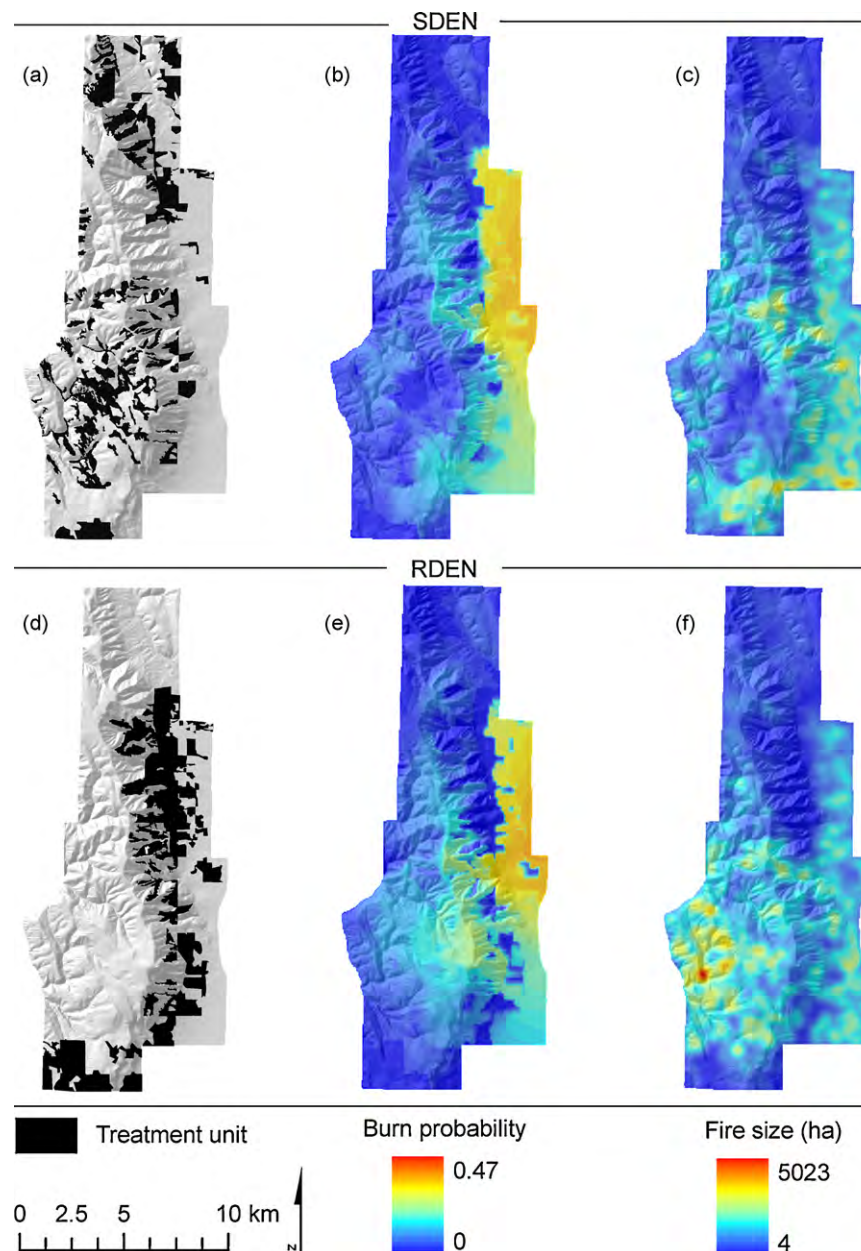 SDEN
(a) (b) (c)
RDEN
(d) (e) (f)
Treatment unit
Burn probability
0.47
0
Fire size (ha)
5023
4
0 2.5 5 10 km
N